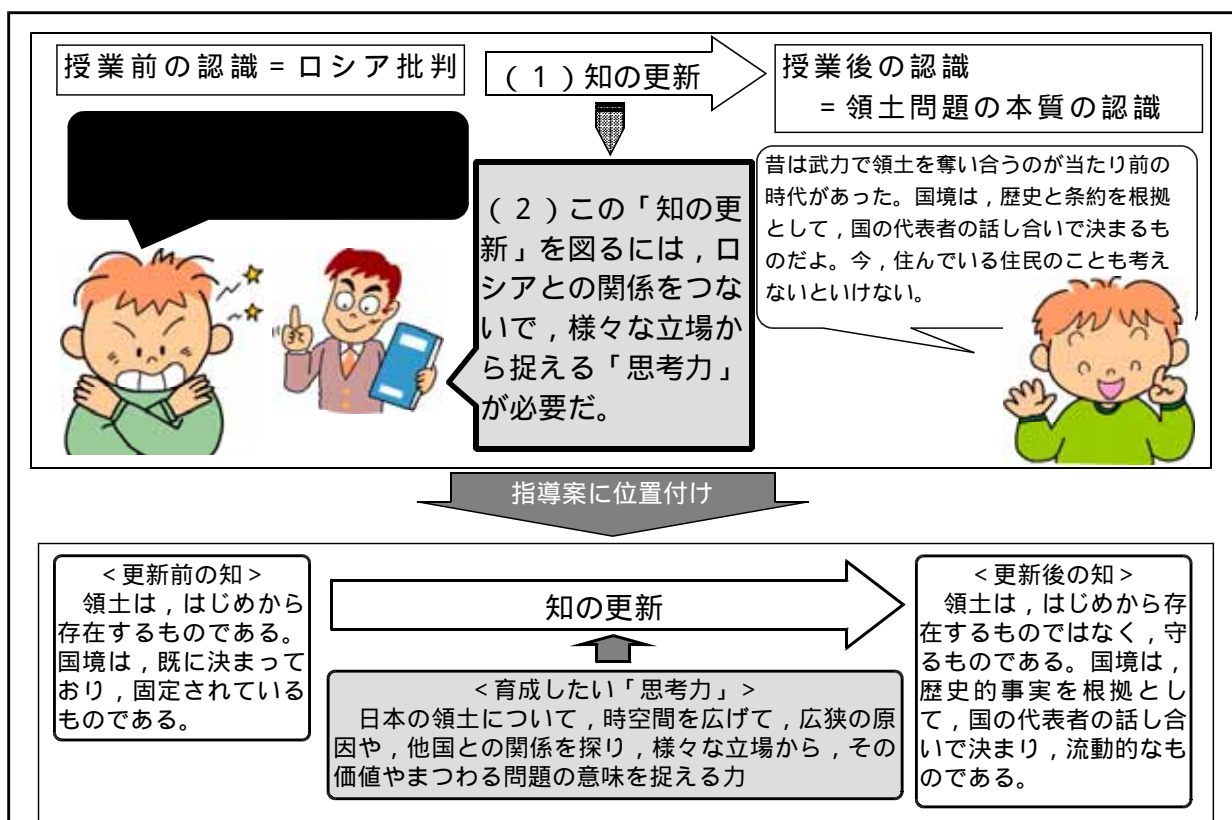 授業前の認識=ロシア批判
(1)知の更新
授業後の認識
=領土問題の本質の認識
昔は武力で領土を奪い合うのが当たり前の
時代があった。国境は,歴史と条約を根拠
として,国の代表者の話し合いで決まるも
のだよ。今,住んでいる住民のことも考え
ないといけない。
(2)この「知の更
新」を図るには,ロ
シアとの関係をつな
いで,様々な立場か
ら捉える「思考力」
が必要だ。
指導案に位置付け
<更新前の知>
領土は,はじめから
存在するものである。
国境は,既に決まって
おり,固定されている
ものである。
知の更新
<育成したい「思考力」>
日本の領土について,時空間を広げて,広狭の原
因や,他国との関係を探り,様々な立場から,その
価値やまつわる問題の意味を捉える力
<更新後の知>
領土は,はじめから存
在するものではなく,守
るものである。国境は,
歴史的事実を根拠とし
て,国の代表者の話し合
いで決まり,流動的なも
のである。